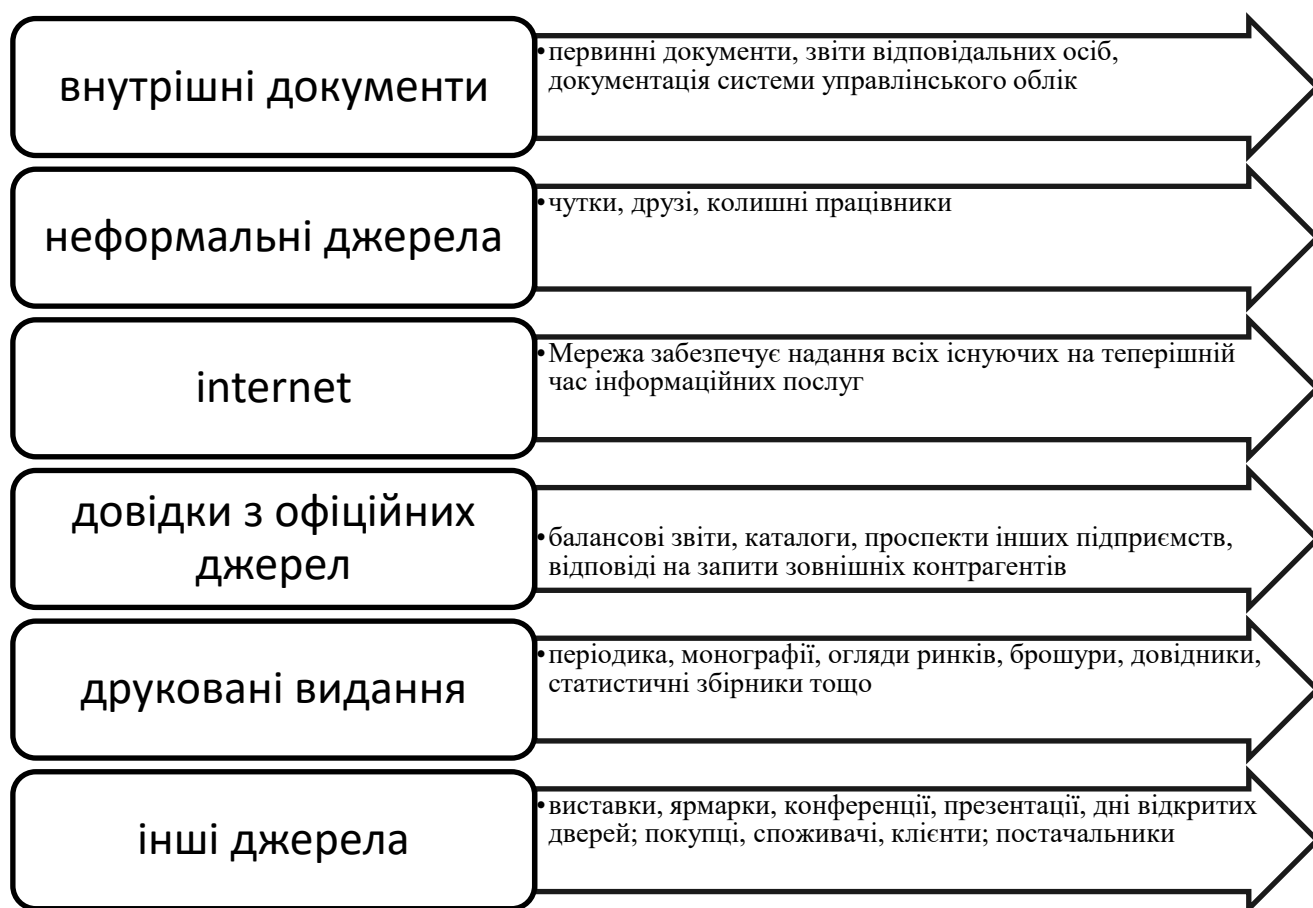 внутрішні документи
•первинні документи, звіти відповідальних осіб,
документація системи управлінського облік
неформальні джерела
•чутки, друзі, колишні працівники
internet
•Мережа забезпечує надання всіх існуючих на теперішній
час інформаційних послуг
довідки з офіційних
джерел
•балансові звіти, каталоги, проспекти інших підприємств,
відповіді на запити зовнішніх контрагентів
друковані видання
•періодика, монографії, огляди ринків, брошури, довідники,
статистичні збірники тощо
інші джерела
•виставки, ярмарки, конференції, презентації, дні відкритих
дверей; покупці, споживачі, клієнти; постачальники